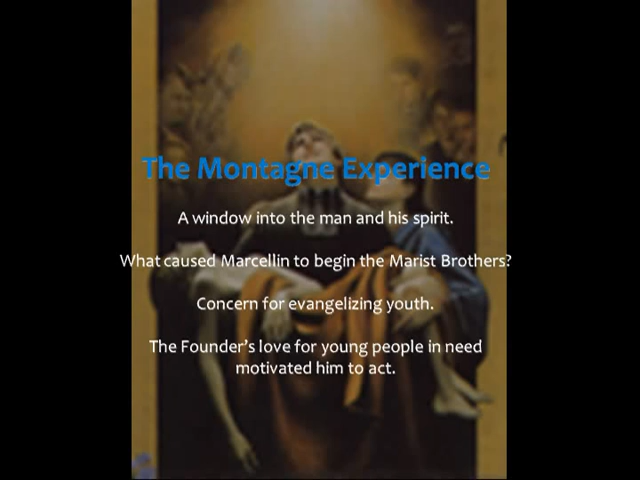 The Montagne Experience
A window into the man and his spirit.
What caused Marcellin to begin the Marist Brothers?
Concern for evangelizing youth.
The Founder's love for young people in need
motivated him to act.